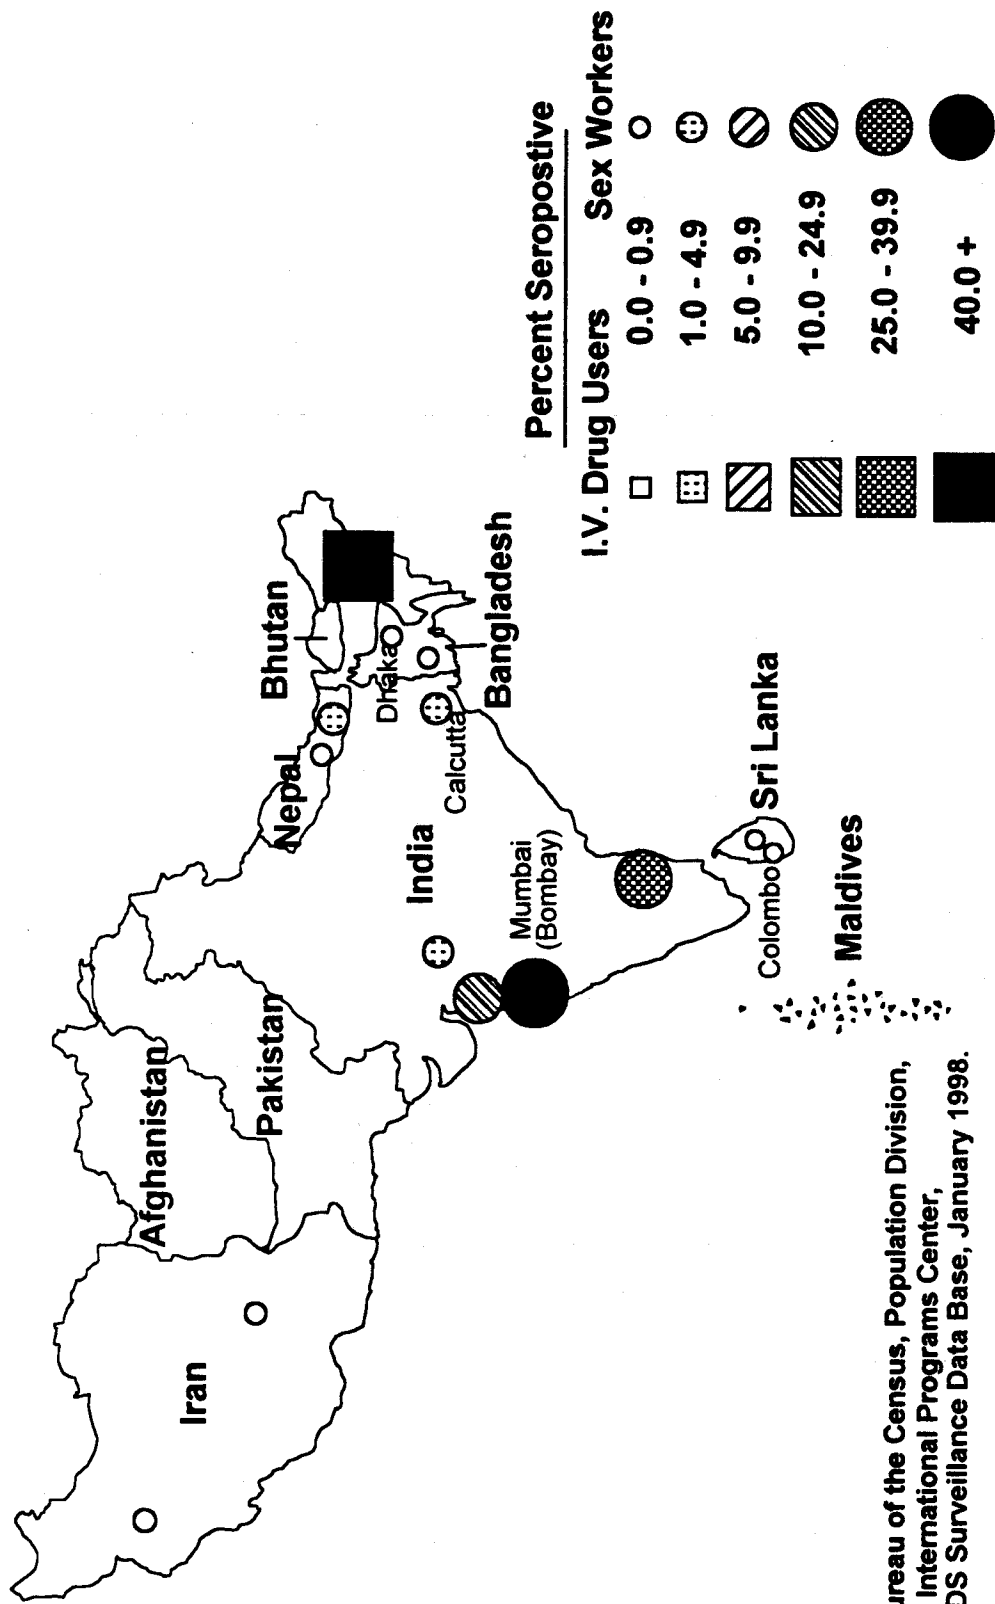 Iran
Afghanistan
Pakistan
India
Nepal
Bhutan
Dhaka
Calcutta
Bangladesh
Mumbai
(Bombay)
Colombo
Sri Lanka
Maldives
Percent Seropostive
I.V. Drug Users
Sex Workers
0.0 - 0.9
1.0 - 4.9
5.0 - 9.9
10.0 - 24.9
25.0 - 39.9
40.0 +
of the Census, Population Division,
International Programs Center,
Surveillance Data Base, January 1998.